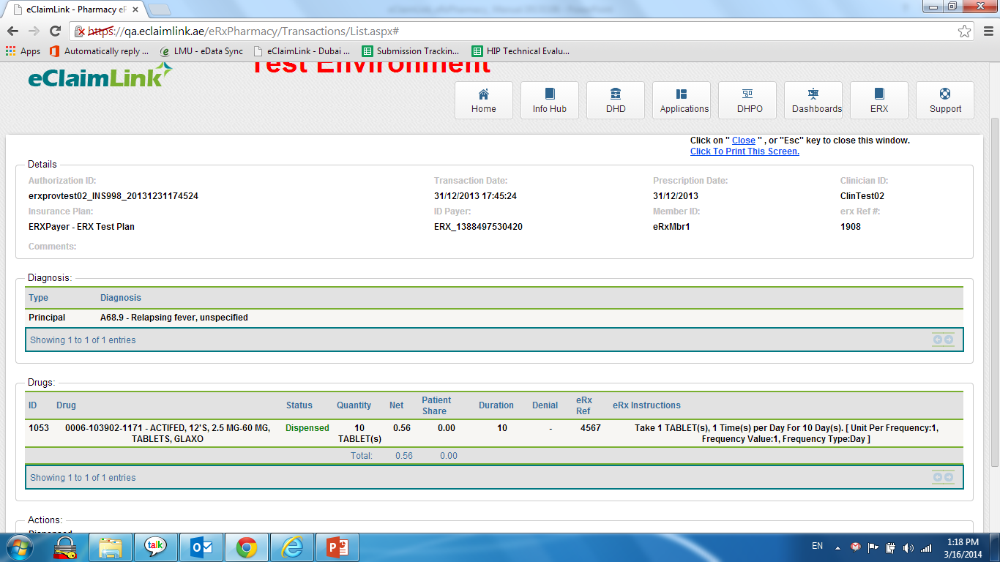 eClaimLink - Pharmacy eF
https://qa.eclaimlink.ae/eRxPharmacy/Transactions/List.aspx#
Apps Automatically reply ... LMU - eData Sync eClaimLink - Dubai ... Submission Trackin... HIP Technical Evalu...
Test Environment
eClaimLink
Home Info Hub DHD Applications DHPO Dashboards ERX Support
Click on " Close " , or "Esc" key to close this window.
Click To Print This Screen.
Details
Authorization ID: Transaction Date: Prescription Date: Clinician ID:
erxprovtest02_INS998_20131231174524 31/12/2013 17:45:24 31/12/2013 ClinTest02
Insurance Plan: ID Payer: Member ID: erx Ref #:
ERXPayer - ERX Test Plan ERX_1388497530420 eRxMbr1 1908
Comments:
Diagnosis:
Type Diagnosis
Principal A68.9 - Relapsing fever, unspecified
Showing 1 to 1 of 1 entries
Drugs:
ID Drug Status Quantity Net Patient Share Duration Denial eRx Ref eRx Instructions
1053 0006-103902-1171 - ACTIFED, 12'S, 2.5 MG-60 MG, Dispensed 10 0.56 0.00 10 - 4567 Take 1 TABLET(s), 1 Time(s) per Day For 10 Day(s). [ Unit Per Frequency:1,
TABLETS, GLAXO TABLET(s) Frequency Value:1, Frequency Type:Day ]
Total: 0.56 0.00
Showing 1 to 1 of 1 entries
Actions:
Dispensed
talk
EN 1:18 PM
3/16/2014